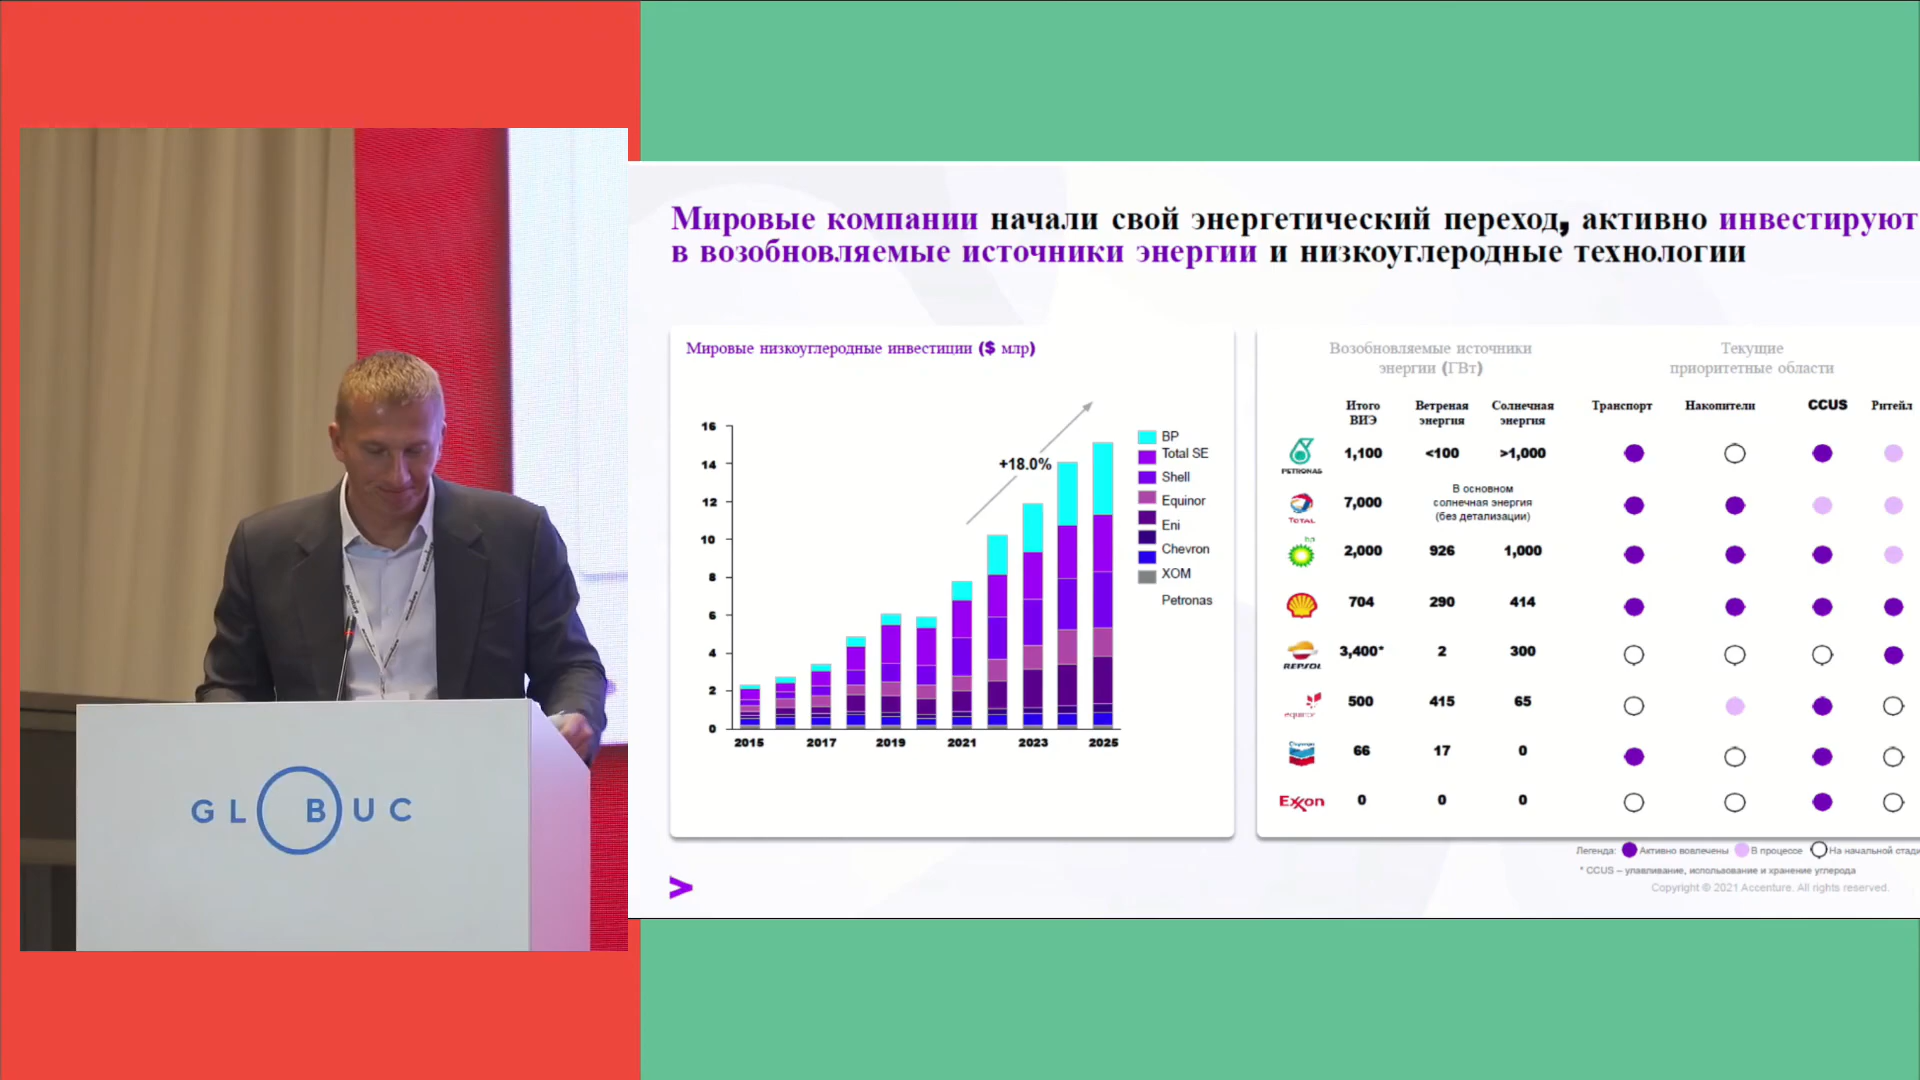 Мировые компании начали свой энергетический переход, активно инвестируют
в возобновляемые источники энергии и низкоуглеродные технологии
Мировые низкоуглеродные инвестиции ($ млр)
16
14
12
10
8
6
4
2
0
+18.0%
2015 2017 2019 2021 2023 2025
BP
Total SE
Shell
Equinor
Eni
Chevron
XOM
Petronas
Возобновляемые источники
энергии (ГВт)
Текущие
приоритетные области
Итого
ВИЭ
Ветреная
энергия
Солнечная
энергия
Транспорт
Накопители
CCUS
Ритейл
PETRONAS
1,100 <100 >1,000
TOTAL
7,000
В основном
солнечная энергия
(без детализации)
bp
2,000 926 1,000
704 290 414
REPSOL
3,400* 2 300
equinor
500 415 65
Chevron
66 17 0
Exxon
0 0 0
Легенда: Активно вовлечены В процессе На начальной стади
* CCUS – улавливание, использование и хранение углерода
Copyright © 2021 Accenture. All rights reserved.
>
GLOBUC
accenture